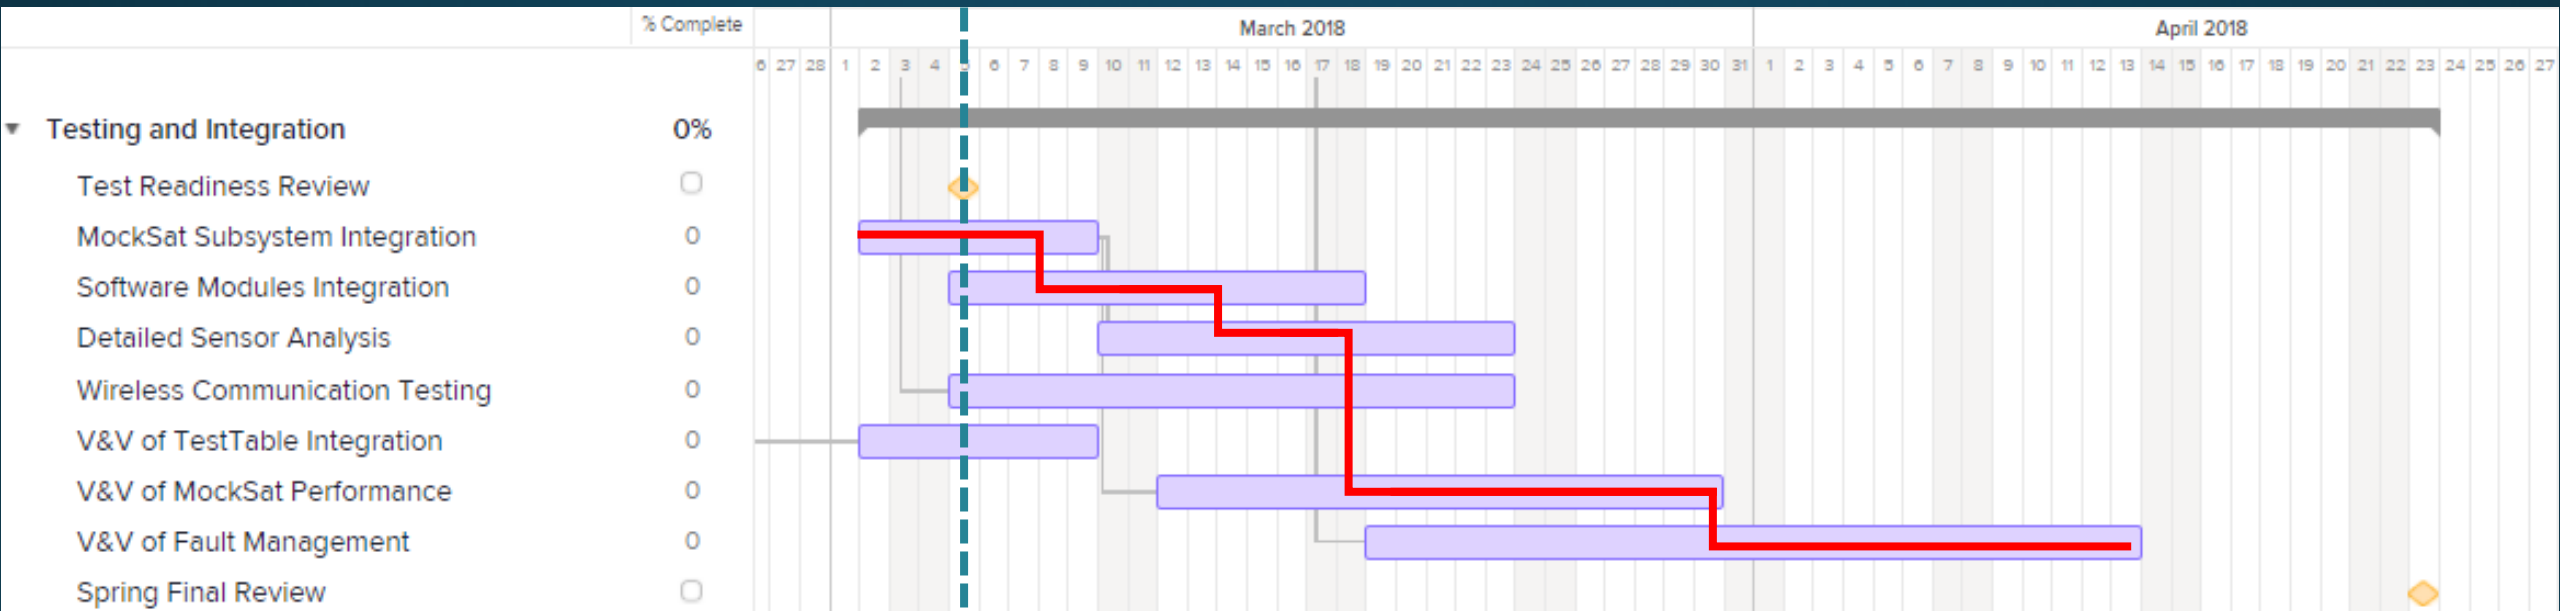 % Complete March 2018 April 2018
6 27 28 1 2 3 4 5 6 7 8 9 10 11 12 13 14 15 16 17 18 19 20 21 22 23 24 25 26 27 28 29 30 31 1 2 3 4 5 6 7 8 9 10 11 12 13 14 15 16 17 18 19 20 21 22 23 24 25 26 27
Testing and Integration 0%
Test Readiness Review
MockSat Subsystem Integration 0
Software Modules Integration 0
Detailed Sensor Analysis 0
Wireless Communication Testing 0
V&V of TestTable Integration 0
V&V of MockSat Performance 0
V&V of Fault Management 0
Spring Final Review